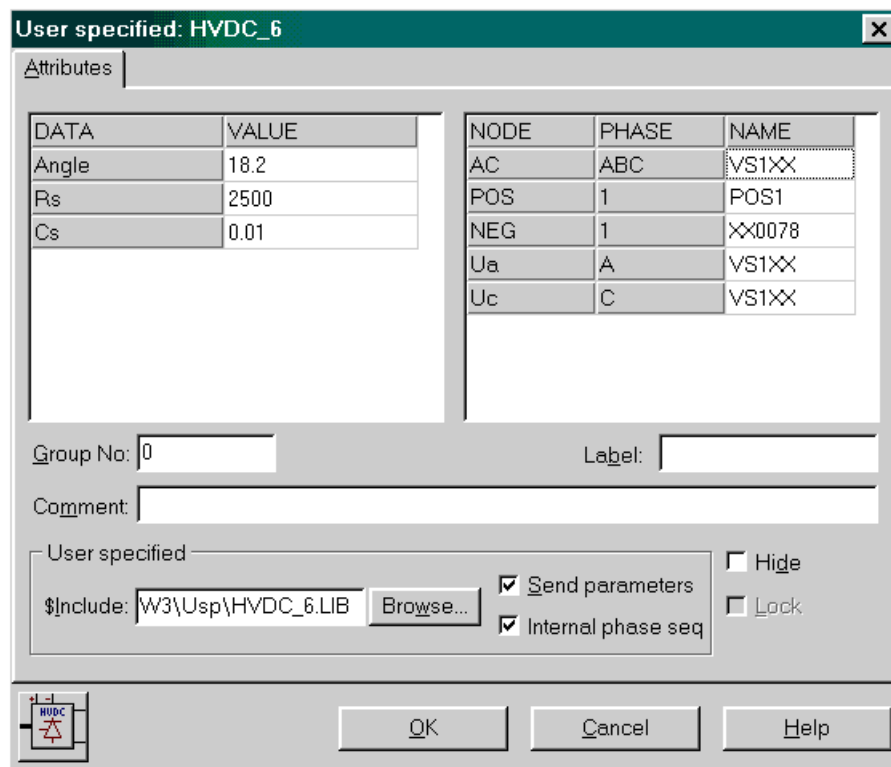 User specified: HVDC_6
Attributes
DATA VALUE
Angle 18.2
Rs 2500
Cs 0.01
NODE PHASE NAME
AC ABC VS1XX
POS 1 POS1
NEG 1 XX0078
Ua A VS1XX
Uc C VS1XX
Group No: 0
Label:
Comment:
User specified
$Include: W3\Usp\HVDC_6.LIB Browse...
Send parameters
Internal phase seq
Hide
Lock
HVDC
OK Cancel Help